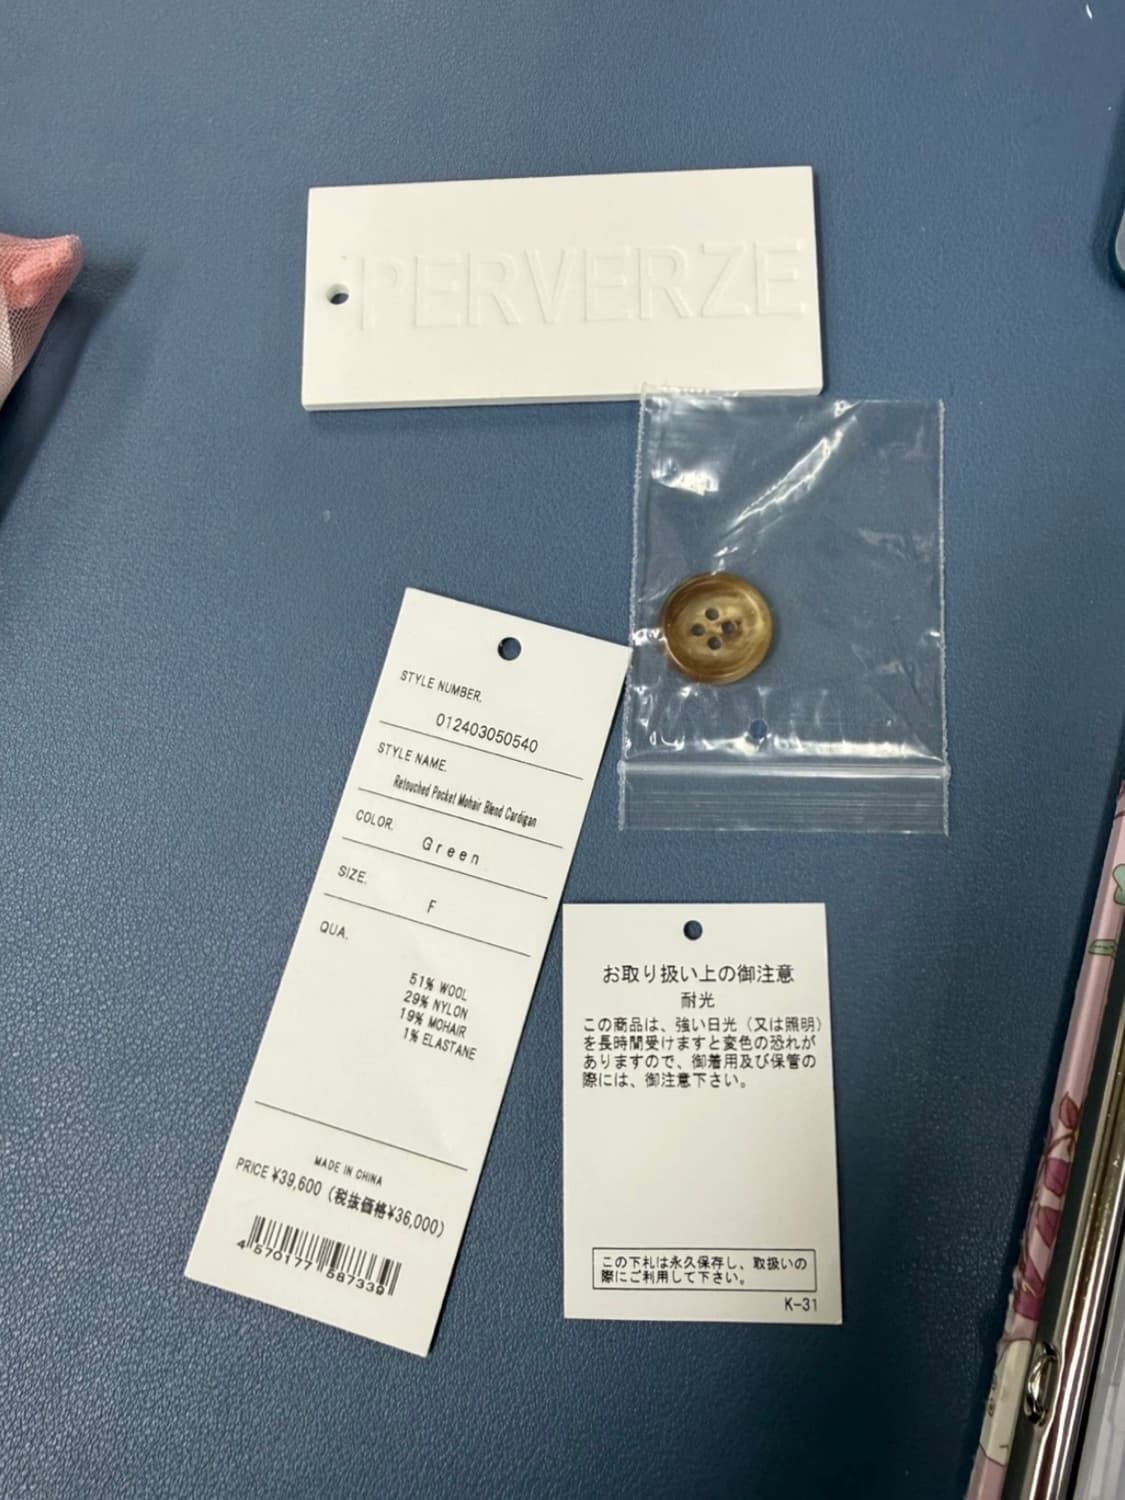 PERVERZE
STYLE NUMBER.
012403050540
STYLE NAME.
Retouched Pocket Mohair Blend Cardigan
COLOR.
Green
SIZE.
F
QUA.
51% WOOL
29% NYLON
19% MOHAIR
1% ELASTANE
MADE IN CHINA
PRICE ¥39,600 (税抜価格¥36,000)
4 570177 587339
お取り扱い上の御注意
耐光
この商品は、強い日光(又は照明)
を長時間受けますと変色の恐れが
ありますので、御着用及び保管の
際には、御注意下さい。
この下札は永久保存し、取扱いの
際にご利用して下さい。
K-31